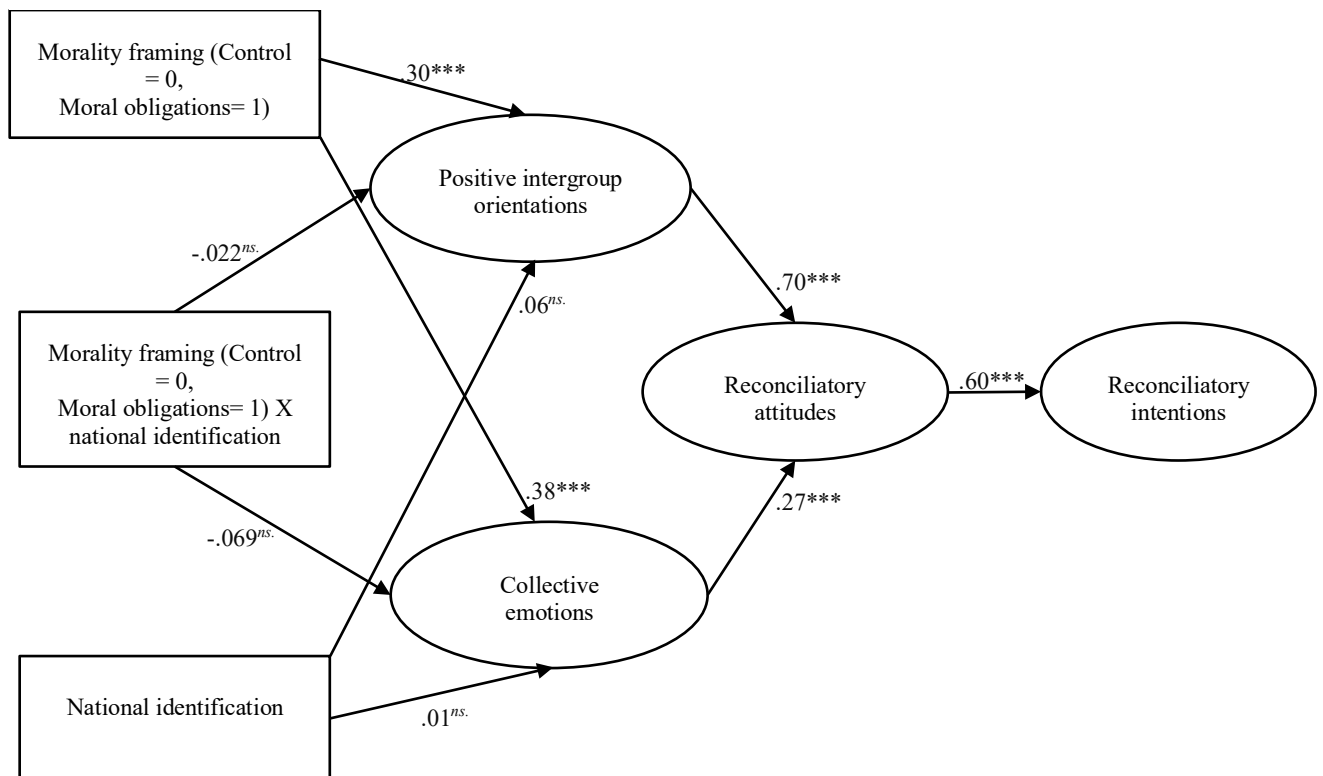 Morality framing (Control
= 0,
Moral obligations= 1)
.30***
Positive intergroup
orientations
-.022ns.
.06ns.
.70***
Morality framing (Control
= 0,
Moral obligations= 1) X
national identification
Reconciliatory
attitudes
.60***
Reconciliatory
intentions
.38***
.27***
-.069ns.
Collective
emotions
National identification
.01ns.